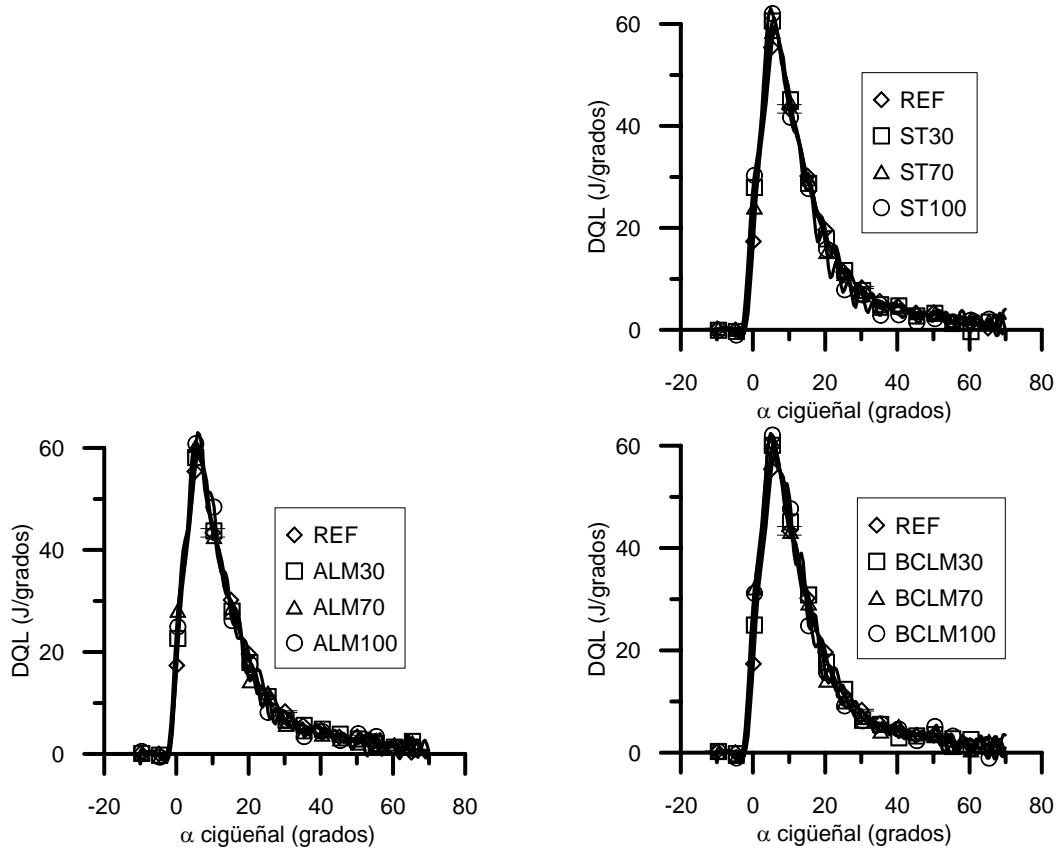 60
40
20
0
DQL (J/grados)
REF
ST30
ST70
ST100
-20 0 20 40 60 80
α cigüeñal (grados)
60
40
20
0
DQL (J/grados)
REF
ALM30
ALM70
ALM100
-20 0 20 40 60 80
α cigüeñal (grados)
60
40
20
0
DQL (J/grados)
REF
BCLM30
BCLM70
BCLM100
-20 0 20 40 60 80
α cigüeñal (grados)